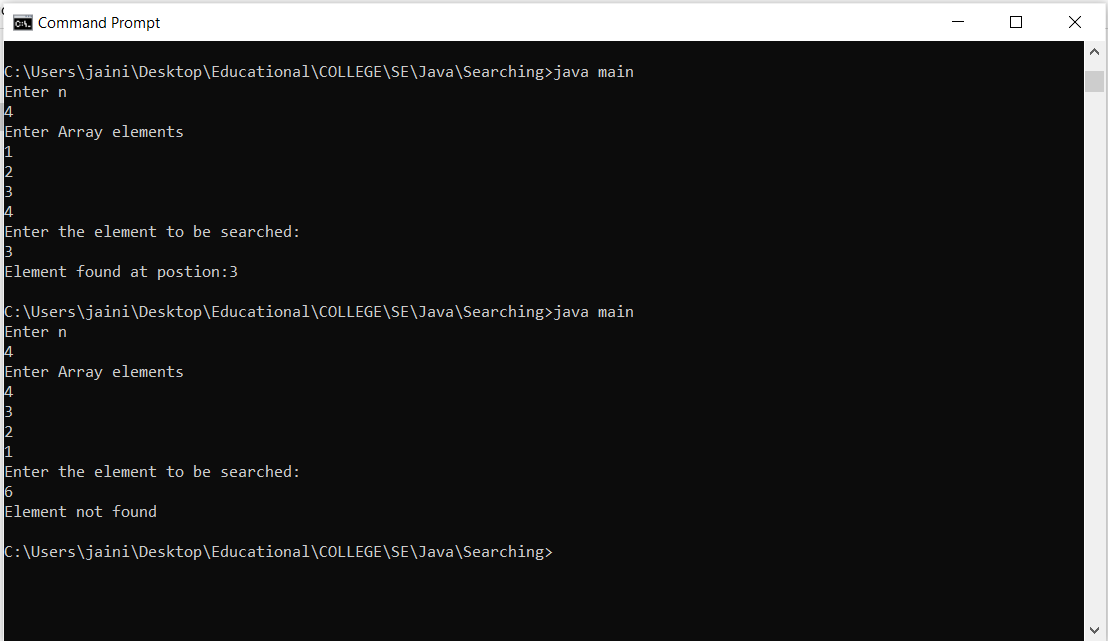 Command Prompt
C:\Users\jaini\Desktop\Educational\COLLEGE\SE\Java\Searching>java main
Enter n
4
Enter Array elements
1
2
3
4
Enter the element to be searched:
3
Element found at postion:3
C:\Users\jaini\Desktop\Educational\COLLEGE\SE\Java\Searching>java main
Enter n
4
Enter Array elements
4
3
2
1
Enter the element to be searched:
6
Element not found
C:\Users\jaini\Desktop\Educational\COLLEGE\SE\Java\Searching>